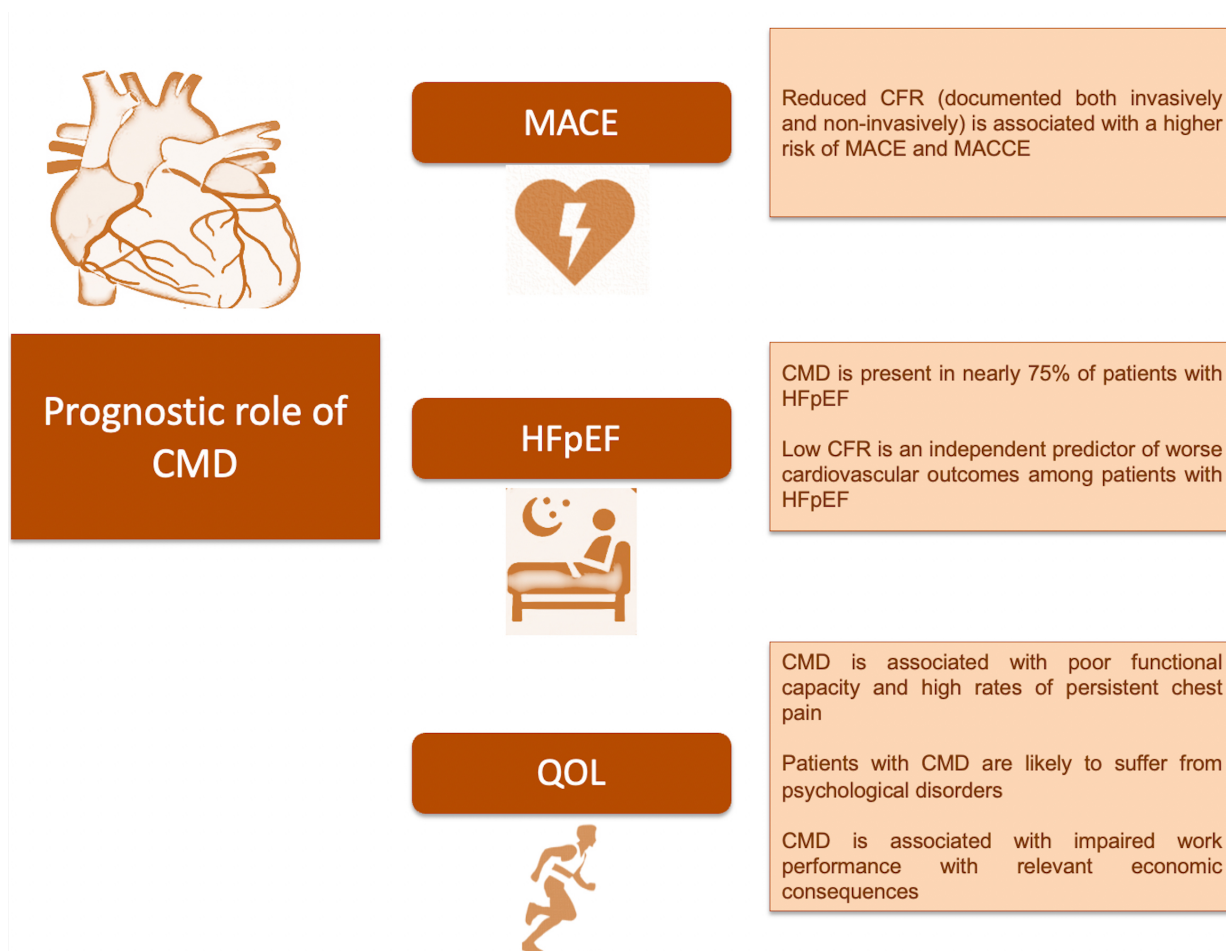 Prognostic role of
CMD
MACE
Reduced CFR (documented both invasively
and non-invasively) is associated with a higher
risk of MACE and MACCE
HFpEF
CMD is present in nearly 75% of patients with
HFpEF
Low CFR is an independent predictor of worse
cardiovascular outcomes among patients with
HFpEF
QOL
CMD is associated with poor functional
capacity and high rates of persistent chest
pain
Patients with CMD are likely to suffer from
psychological disorders
CMD is associated with impaired work
performance with relevant economic
consequences